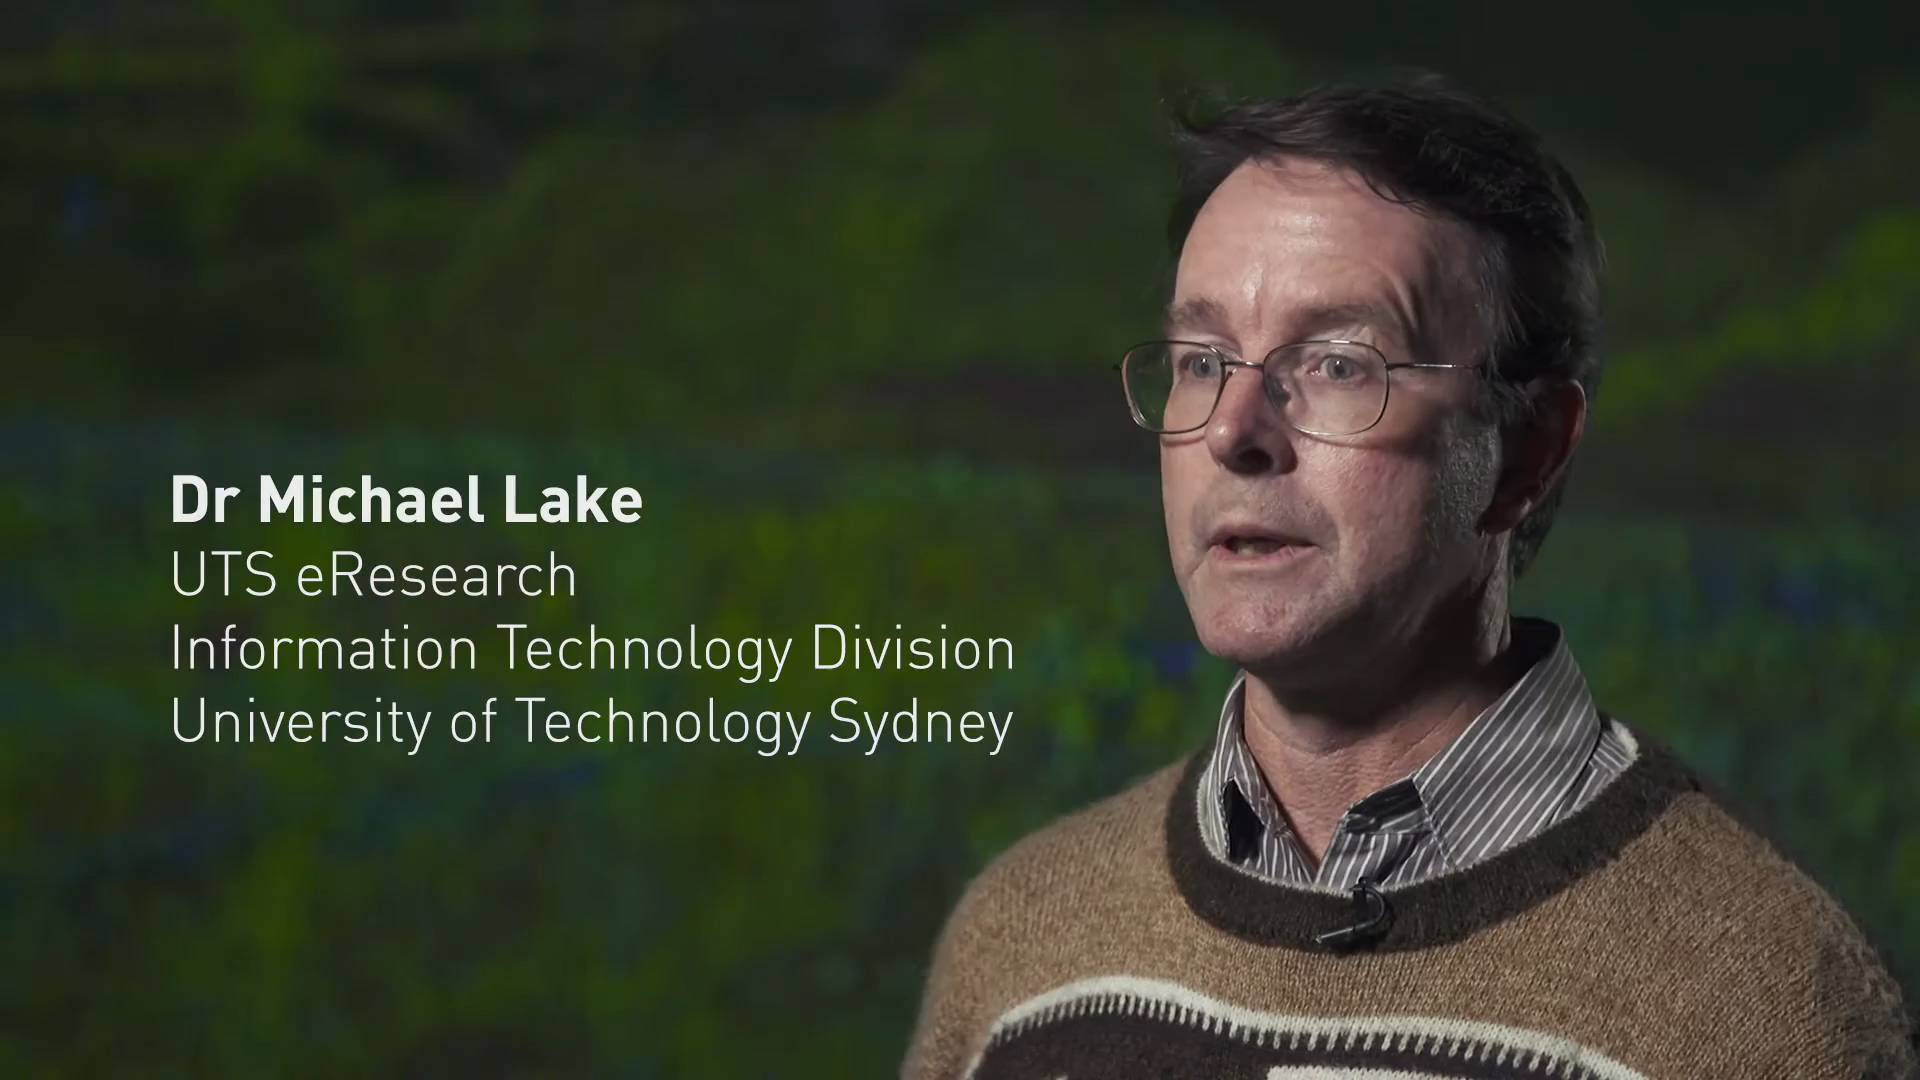 Dr Michael Lake
UTS eResearch
Information Technology Division
University of Technology Sydney